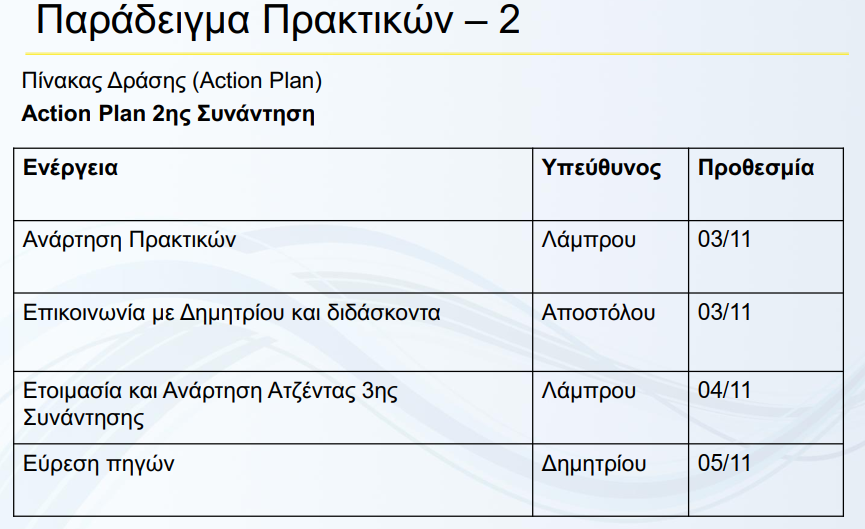 Παράδειγμα Πρακτικών – 2
Πίνακας Δράσης (Action Plan)
Action Plan 2ης Συνάντηση
Ενέργεια Υπεύθυνος Προθεσμία
Ανάρτηση Πρακτικών Λάμπρου 03/11
Επικοινωνία με Δημητρίου και διδάσκοντα Αποστόλου 03/11
Ετοιμασία και Ανάρτηση Ατζέντας 3ης Λάμπρου 04/11
Συνάντησης
Εύρεση πηγών Δημητρίου 05/11